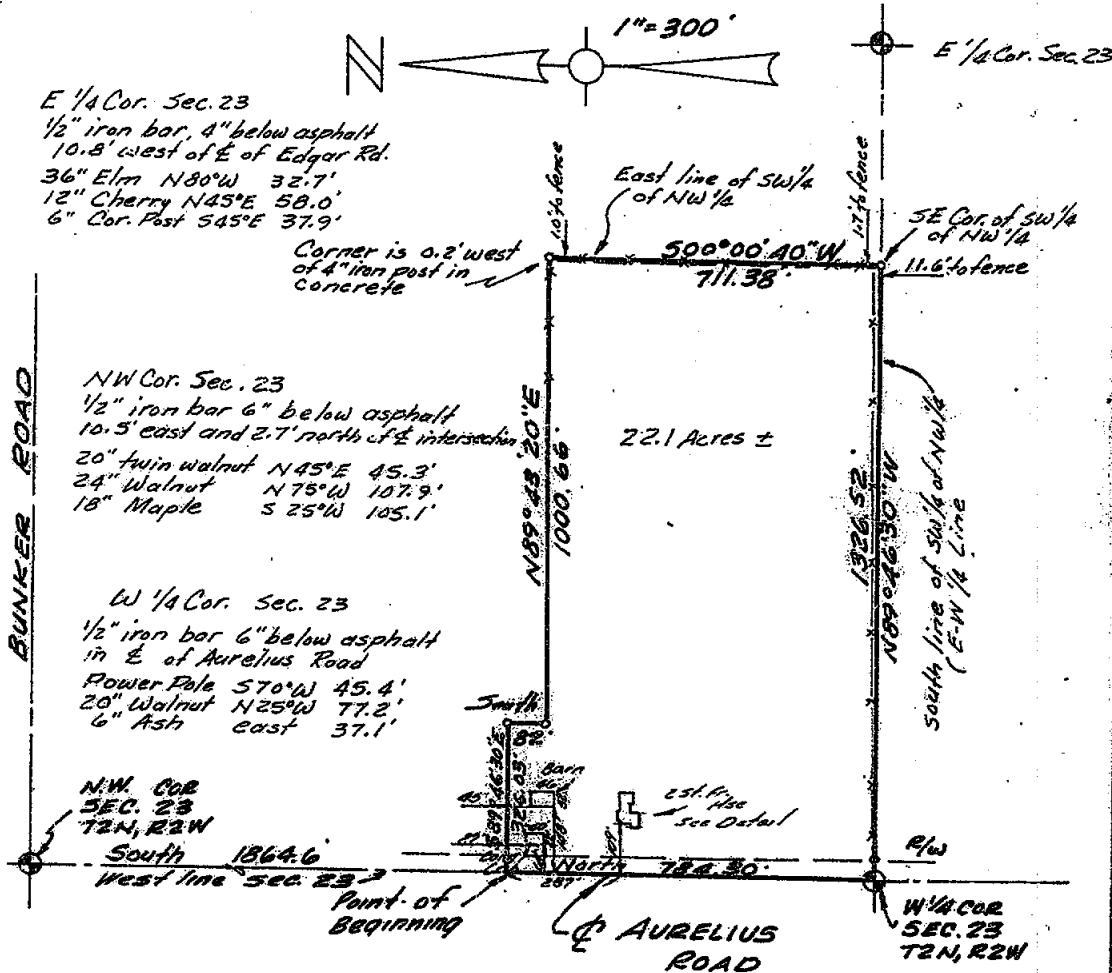 1"=300'
N
E 1/4 Cor. Sec. 23
E 1/4 Cor. Sec. 23
1/2" iron bar, 4" below asphalt
10.8' west of ℄ of Edgar Rd.
36" Elm N80°W 32.7'
12" Cherry N45°E 58.0'
6" Cor. Post S45°E 37.9'
1.0' to fence
East line of SW 1/4
of NW 1/4
1.7' to fence
SE Cor. of SW 1/4
of NW 1/4
11.6' to fence
Corner is 0.2' west
of 4" iron post in
concrete
S00°00'40"W
711.38'
BUNKER ROAD
NW Cor. Sec. 23
1/2" iron bar 6" below asphalt
10.5' east and 2.7' north of ℄ intersection
20" twin walnut N45°E 45.3'
24" Walnut N75°W 107.9'
18" Maple S 25°W 105.1'
N89°43'20"E
1000.66'
22.1 Acres ±
1326.52'
N89°46'30"W
South line of SW 1/4 of NW 1/4
(E-W 1/4 Line
W 1/4 Cor. Sec. 23
1/2" iron bar 6" below asphalt
in ℄ of Aurelius Road
Power Pole S70°W 45.4'
20" Walnut N25°W 77.2'
6" Ash east 37.1'
South
82'
S89°46'30"E
326.03'
Barn
2 St. Fr.
Hse
See Detail
N.W. COR
SEC. 23
T2N, R2W
South 1864.6'
West line Sec. 23
North 784.30'
287'
R/W
Point of
Beginning
℄ AURELIUS
ROAD
W 1/4 COR
SEC. 23
T2N, R2W